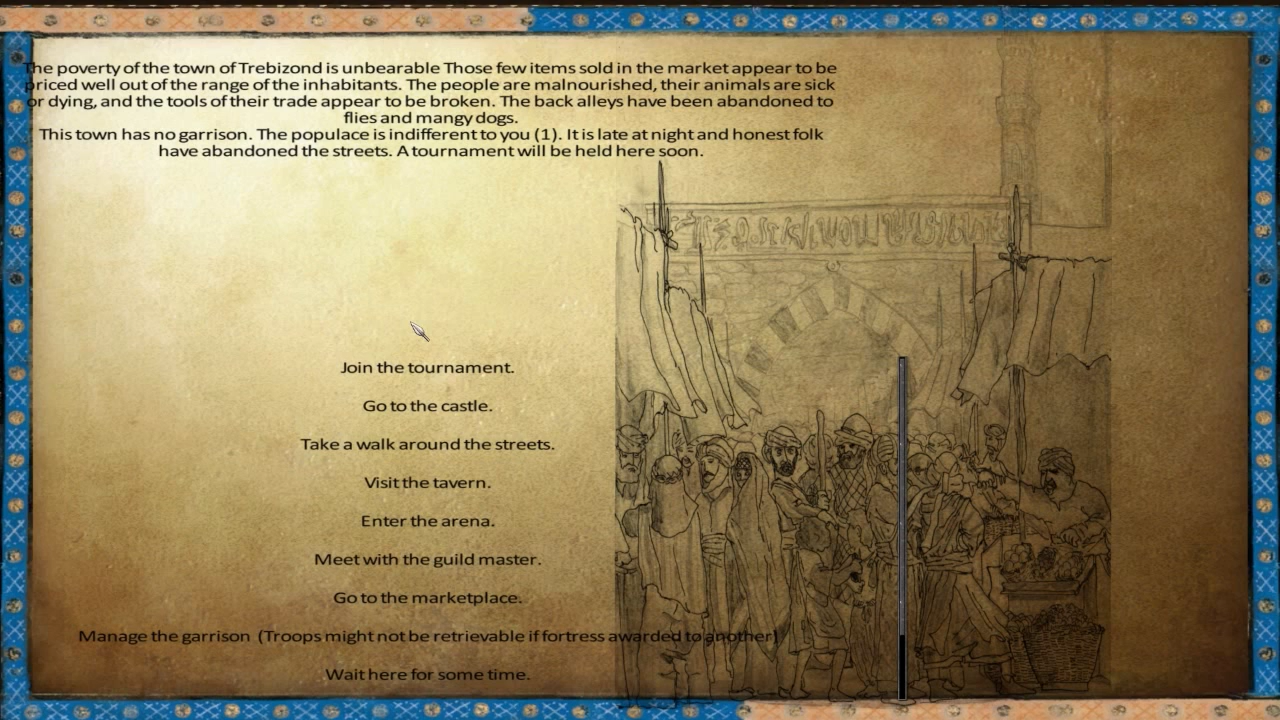 The poverty of the town of Trebizond is unbearable Those few items sold in the market appear to be
priced well out of the range of the inhabitants. The people are malnourished, their animals are sick
or dying, and the tools of their trade appear to be broken. The back alleys have been abandoned to
flies and mangy dogs.
This town has no garrison. The populace is indifferent to you (1). It is late at night and honest folk
have abandoned the streets. A tournament will be held here soon.
Join the tournament.
Go to the castle.
Take a walk around the streets.
Visit the tavern.
Enter the arena.
Meet with the guild master.
Go to the marketplace.
Manage the garrison (Troops might not be retrievable if fortress awarded to another)
Wait here for some time.